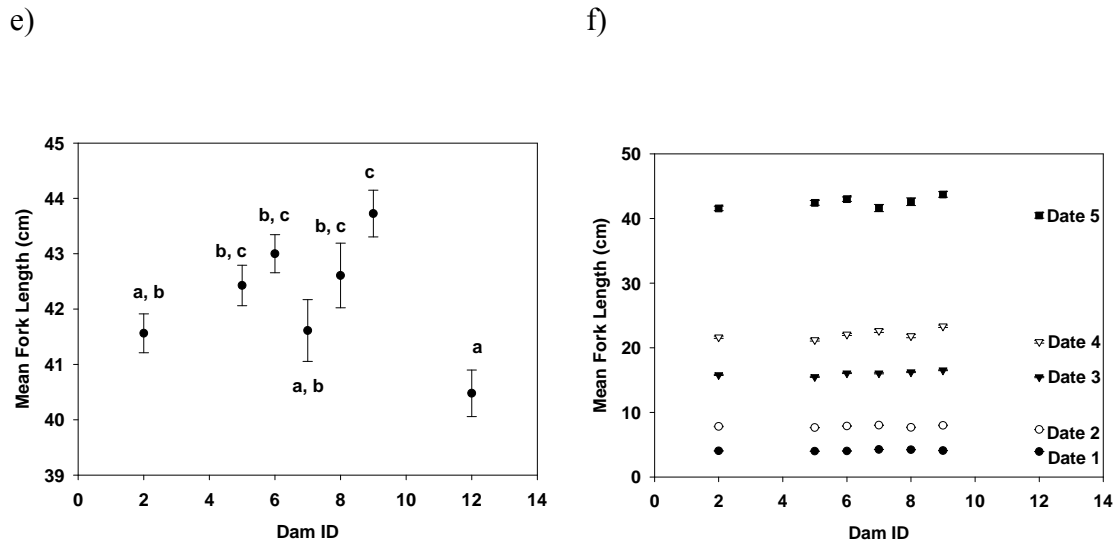 e)
f)
45
44
43
42
41
40
39
Mean Fork Length (cm)
a, b
b, c
b, c
a, b
b, c
c
a
0 2 4 6 8 10 12 14
Dam ID
50
40
30
20
10
0
Mean Fork Length (cm)
Date 5
Date 4
Date 3
Date 2
Date 1
0 2 4 6 8 10 12 14
Dam ID